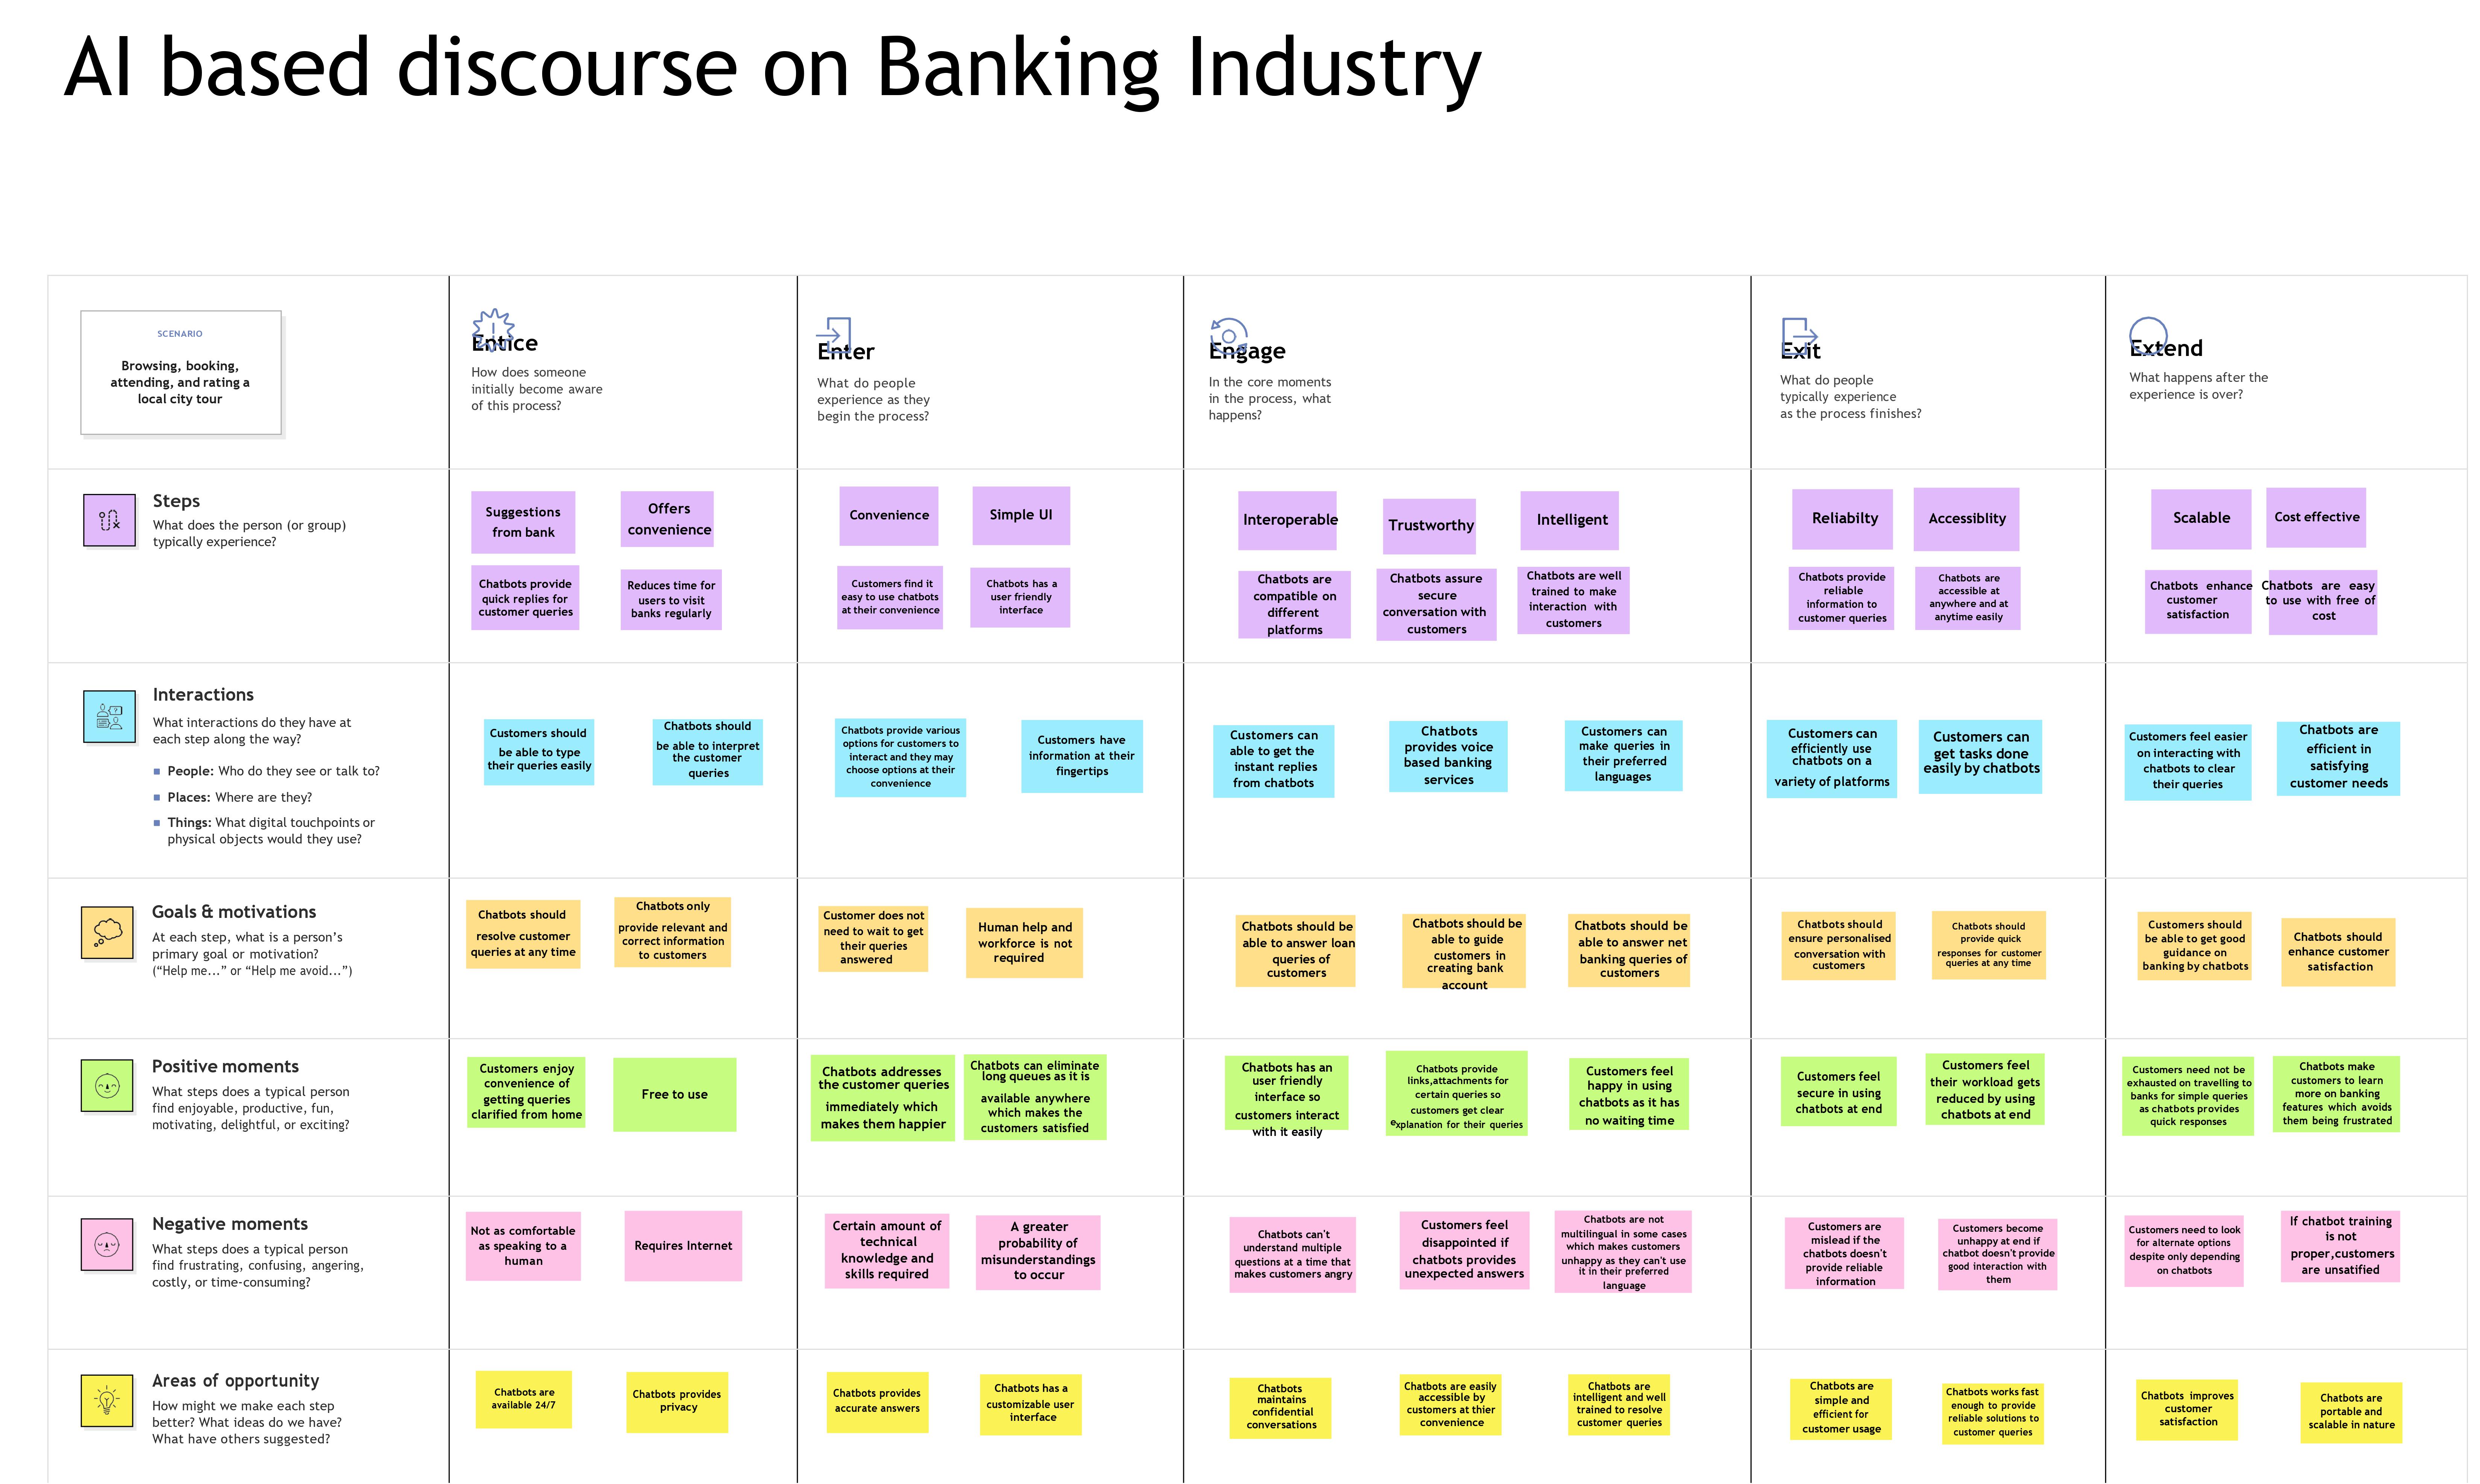 AI based discourse on Banking Industry
SCENARIO
Browsing, booking,
attending, and rating a
local city tour
Entice
How does someone
initially become aware
of this process?
Enter
What do people
experience as they
begin the process?
Engage
In the core moments
in the process, what
happens?
Exit
What do people
typically experience
as the process finishes?
Extend
What happens after the
experience is over?
Steps
What does the person (or group)
typically experience?
Suggestions
from bank
Offers
convenience
Convenience
Simple UI
Interoperable
Trustworthy
Intelligent
Reliabilty
Accessiblity
Scalable
Cost effective
Chatbots provide
quick replies for
customer queries
Reduces time for
users to visit
banks regularly
Customers find it
easy to use chatbots
at their convenience
Chatbots has a
user friendly
interface
Chatbots are
compatible on
different
platforms
Chatbots assure
secure
conversation with
customers
Chatbots are well
trained to make
interaction with
customers
Chatbots provide
reliable
information to
customer queries
Chatbots are
accessible at
anywhere and at
anytime easily
Chatbots enhance
customer
satisfaction
Chatbots are easy
to use with free of
cost
Interactions
What interactions do they have at
each step along the way?
People: Who do they see or talk to?
Places: Where are they?
Things: What digital touchpoints or
physical objects would they use?
Customers should
be able to type
their queries easily
Chatbots should
be able to interpret
the customer
queries
Chatbots provide various
options for customers to
interact and they may
choose options at their
convenience
Customers have
information at their
fingertips
Customers can
able to get the
instant replies
from chatbots
Chatbots
provides voice
based banking
services
Customers can
make queries in
their preferred
languages
Customers can
efficiently use
chatbots on a
variety of platforms
Customers can
get tasks done
easily by chatbots
Customers feel easier
on interacting with
chatbots to clear
their queries
Chatbots are
efficient in
satisfying
customer needs
Goals & motivations
At each step, what is a person's
primary goal or motivation?
(“Help me...” or “Help me avoid...”)
Chatbots should
resolve customer
queries at any time
Chatbots only
provide relevant and
correct information
to customers
Customer does not
need to wait to get
their queries
answered
Human help and
workforce is not
required
Chatbots should be
able to answer loan
queries of
customers
Chatbots should be
able to guide
customers in
creating bank
account
Chatbots should be
able to answer net
banking queries of
customers
Chatbots should
ensure personalised
conversation with
customers
Chatbots should
provide quick
responses for customer
queries at any time
Customers should
be able to get good
guidance on
banking by chatbots
Chatbots should
enhance customer
satisfaction
Positive moments
What steps does a typical person
find enjoyable, productive, fun,
motivating, delightful, or exciting?
Customers enjoy
convenience of
getting queries
clarified from home
Free to use
Chatbots addresses
the customer queries
immediately which
makes them happier
Chatbots can eliminate
long queues as it is
available anywhere
which makes the
customers satisfied
Chatbots has an
user friendly
interface so
customers interact
with it easily
Chatbots provide
links,attachments for
certain queries so
customers get clear
explanation for their queries
Customers feel
happy in using
chatbots as it has
no waiting time
Customers feel
secure in using
chatbots at end
Customers feel
their workload gets
reduced by using
chatbots at end
Customers need not be
exhausted on travelling to
banks for simple queries
as chatbots provides
quick responses
Chatbots make
customers to learn
more on banking
features which avoids
them being frustrated
Negative moments
What steps does a typical person
find frustrating, confusing, angering,
costly, or time-consuming?
Not as comfortable
as speaking to a
human
Requires Internet
Certain amount of
technical
knowledge and
skills required
A greater
probability of
misunderstandings
to occur
Chatbots can't
understand multiple
questions at a time that
makes customers angry
Customers feel
disappointed if
chatbots provides
unexpected answers
Chatbots are not
multilingual in some cases
which makes customers
unhappy as they can't use
it in their preferred
language
Customers are
mislead if the
chatbots doesn't
provide reliable
information
Customers become
unhappy at end if
chatbot doesn't provide
good interaction with
them
Customers need to look
for alternate options
despite only depending
on chatbots
If chatbot training
is not
proper,customers
are unsatified
Areas of opportunity
How might we make each step
better? What ideas do we have?
What have others suggested?
Chatbots are
available 24/7
Chatbots provides
privacy
Chatbots provides
accurate answers
Chatbots has a
customizable user
interface
Chatbots
maintains
confidential
conversations
Chatbots are easily
accessible by
customers at thier
convenience
Chatbots are
intelligent and well
trained to resolve
customer queries
Chatbots are
simple and
efficient for
customer usage
Chatbots works fast
enough to provide
reliable solutions to
customer queries
Chatbots improves
customer
satisfaction
Chatbots are
portable and
scalable in nature